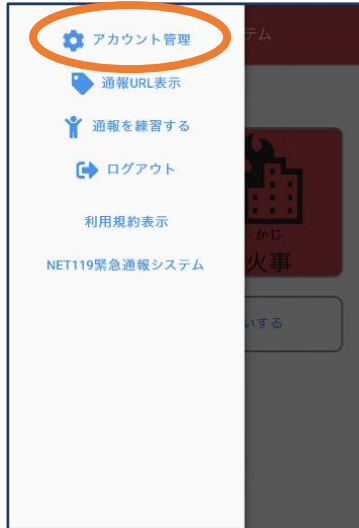 アカウント管理
テム
通報URL表示
通報を練習する
ログアウト
利用規約表示
かじ
火事
NET119緊急通報システム
いする